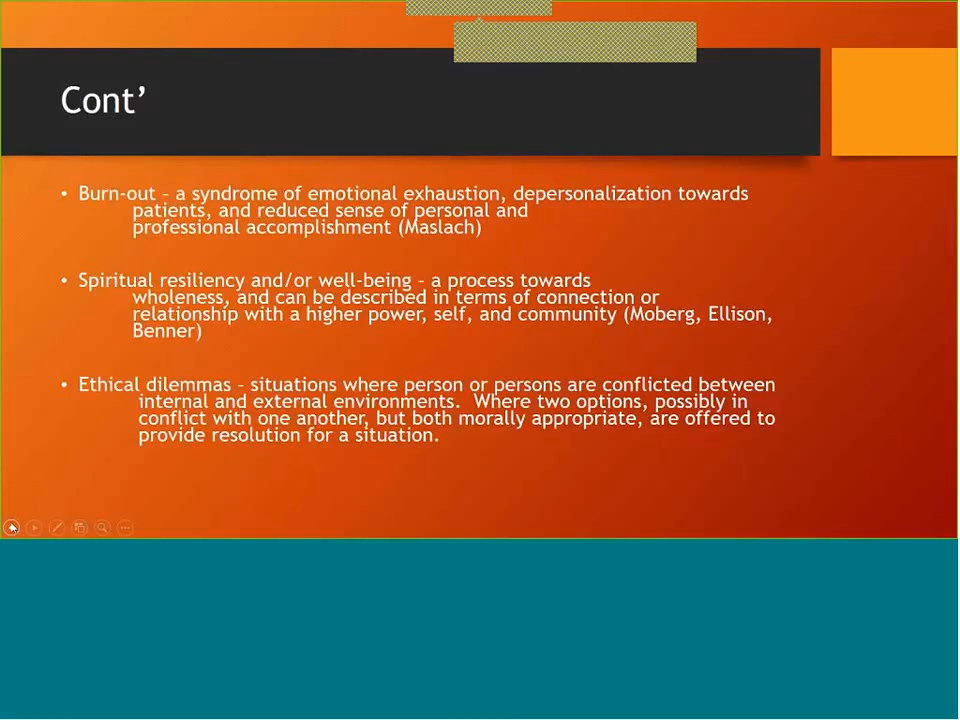 Cont’
• Burn-out – a syndrome of emotional exhaustion, depersonalization towards
patients, and reduced sense of personal and
professional accomplishment (Maslach)
• Spiritual resiliency and/or well-being – a process towards
wholeness, and can be described in terms of connection or
relationship with a higher power, self, and community (Moberg, Ellison,
Benner)
• Ethical dilemmas – situations where person or persons are conflicted between
internal and external environments.  Where two options, possibly in
conflict with one another, but both morally appropriate, are offered to
provide resolution for a situation.